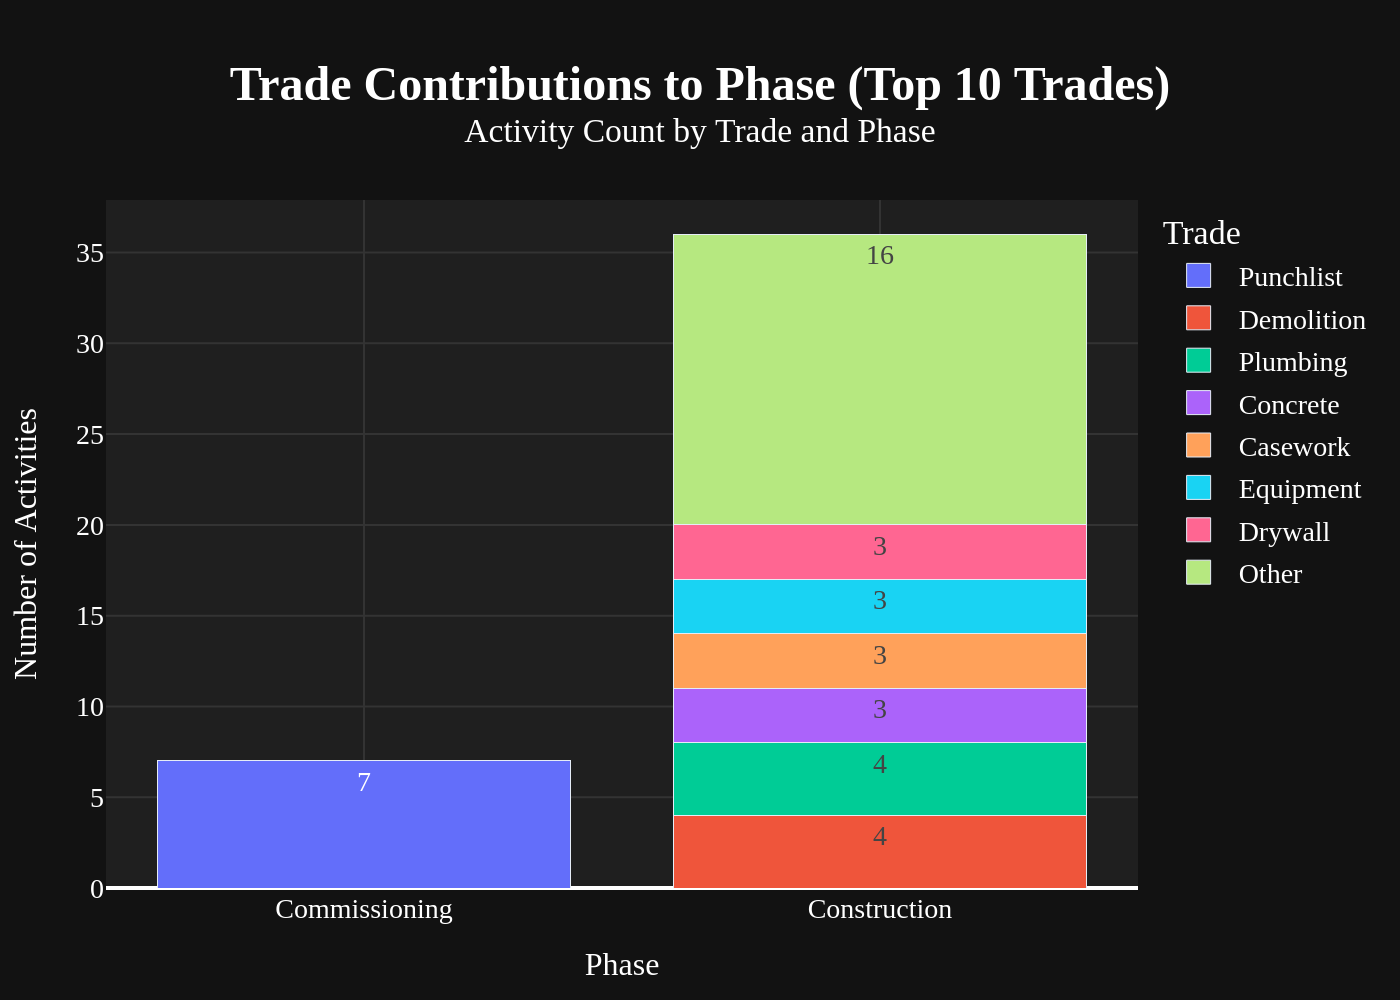 Trade Contributions to Phase (Top 10 Trades)
Activity Count by Trade and Phase
Number of Activities
35
30
25
20
15
10
5
0
7
16
3
3
3
3
4
4
Commissioning
Construction
Phase
Trade
Punchlist
Demolition
Plumbing
Concrete
Casework
Equipment
Drywall
Other